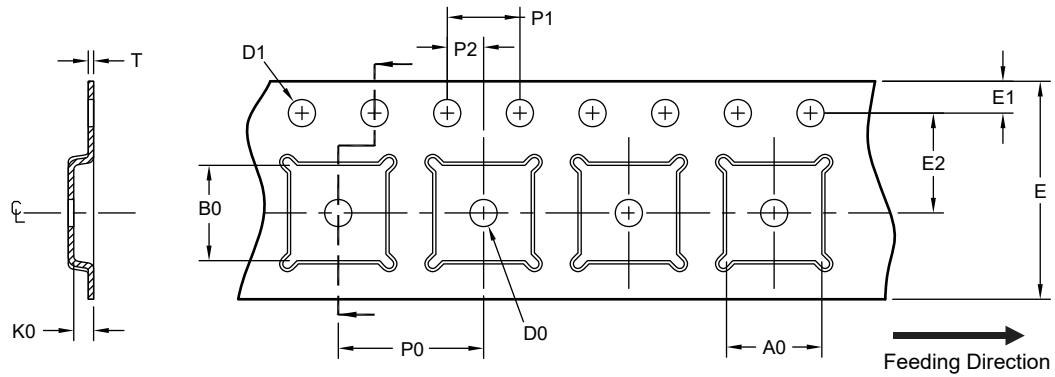 P1
T
D1
P2
E1
E2
B0
E
℄
K0
D0
P0
A0
Feeding Direction